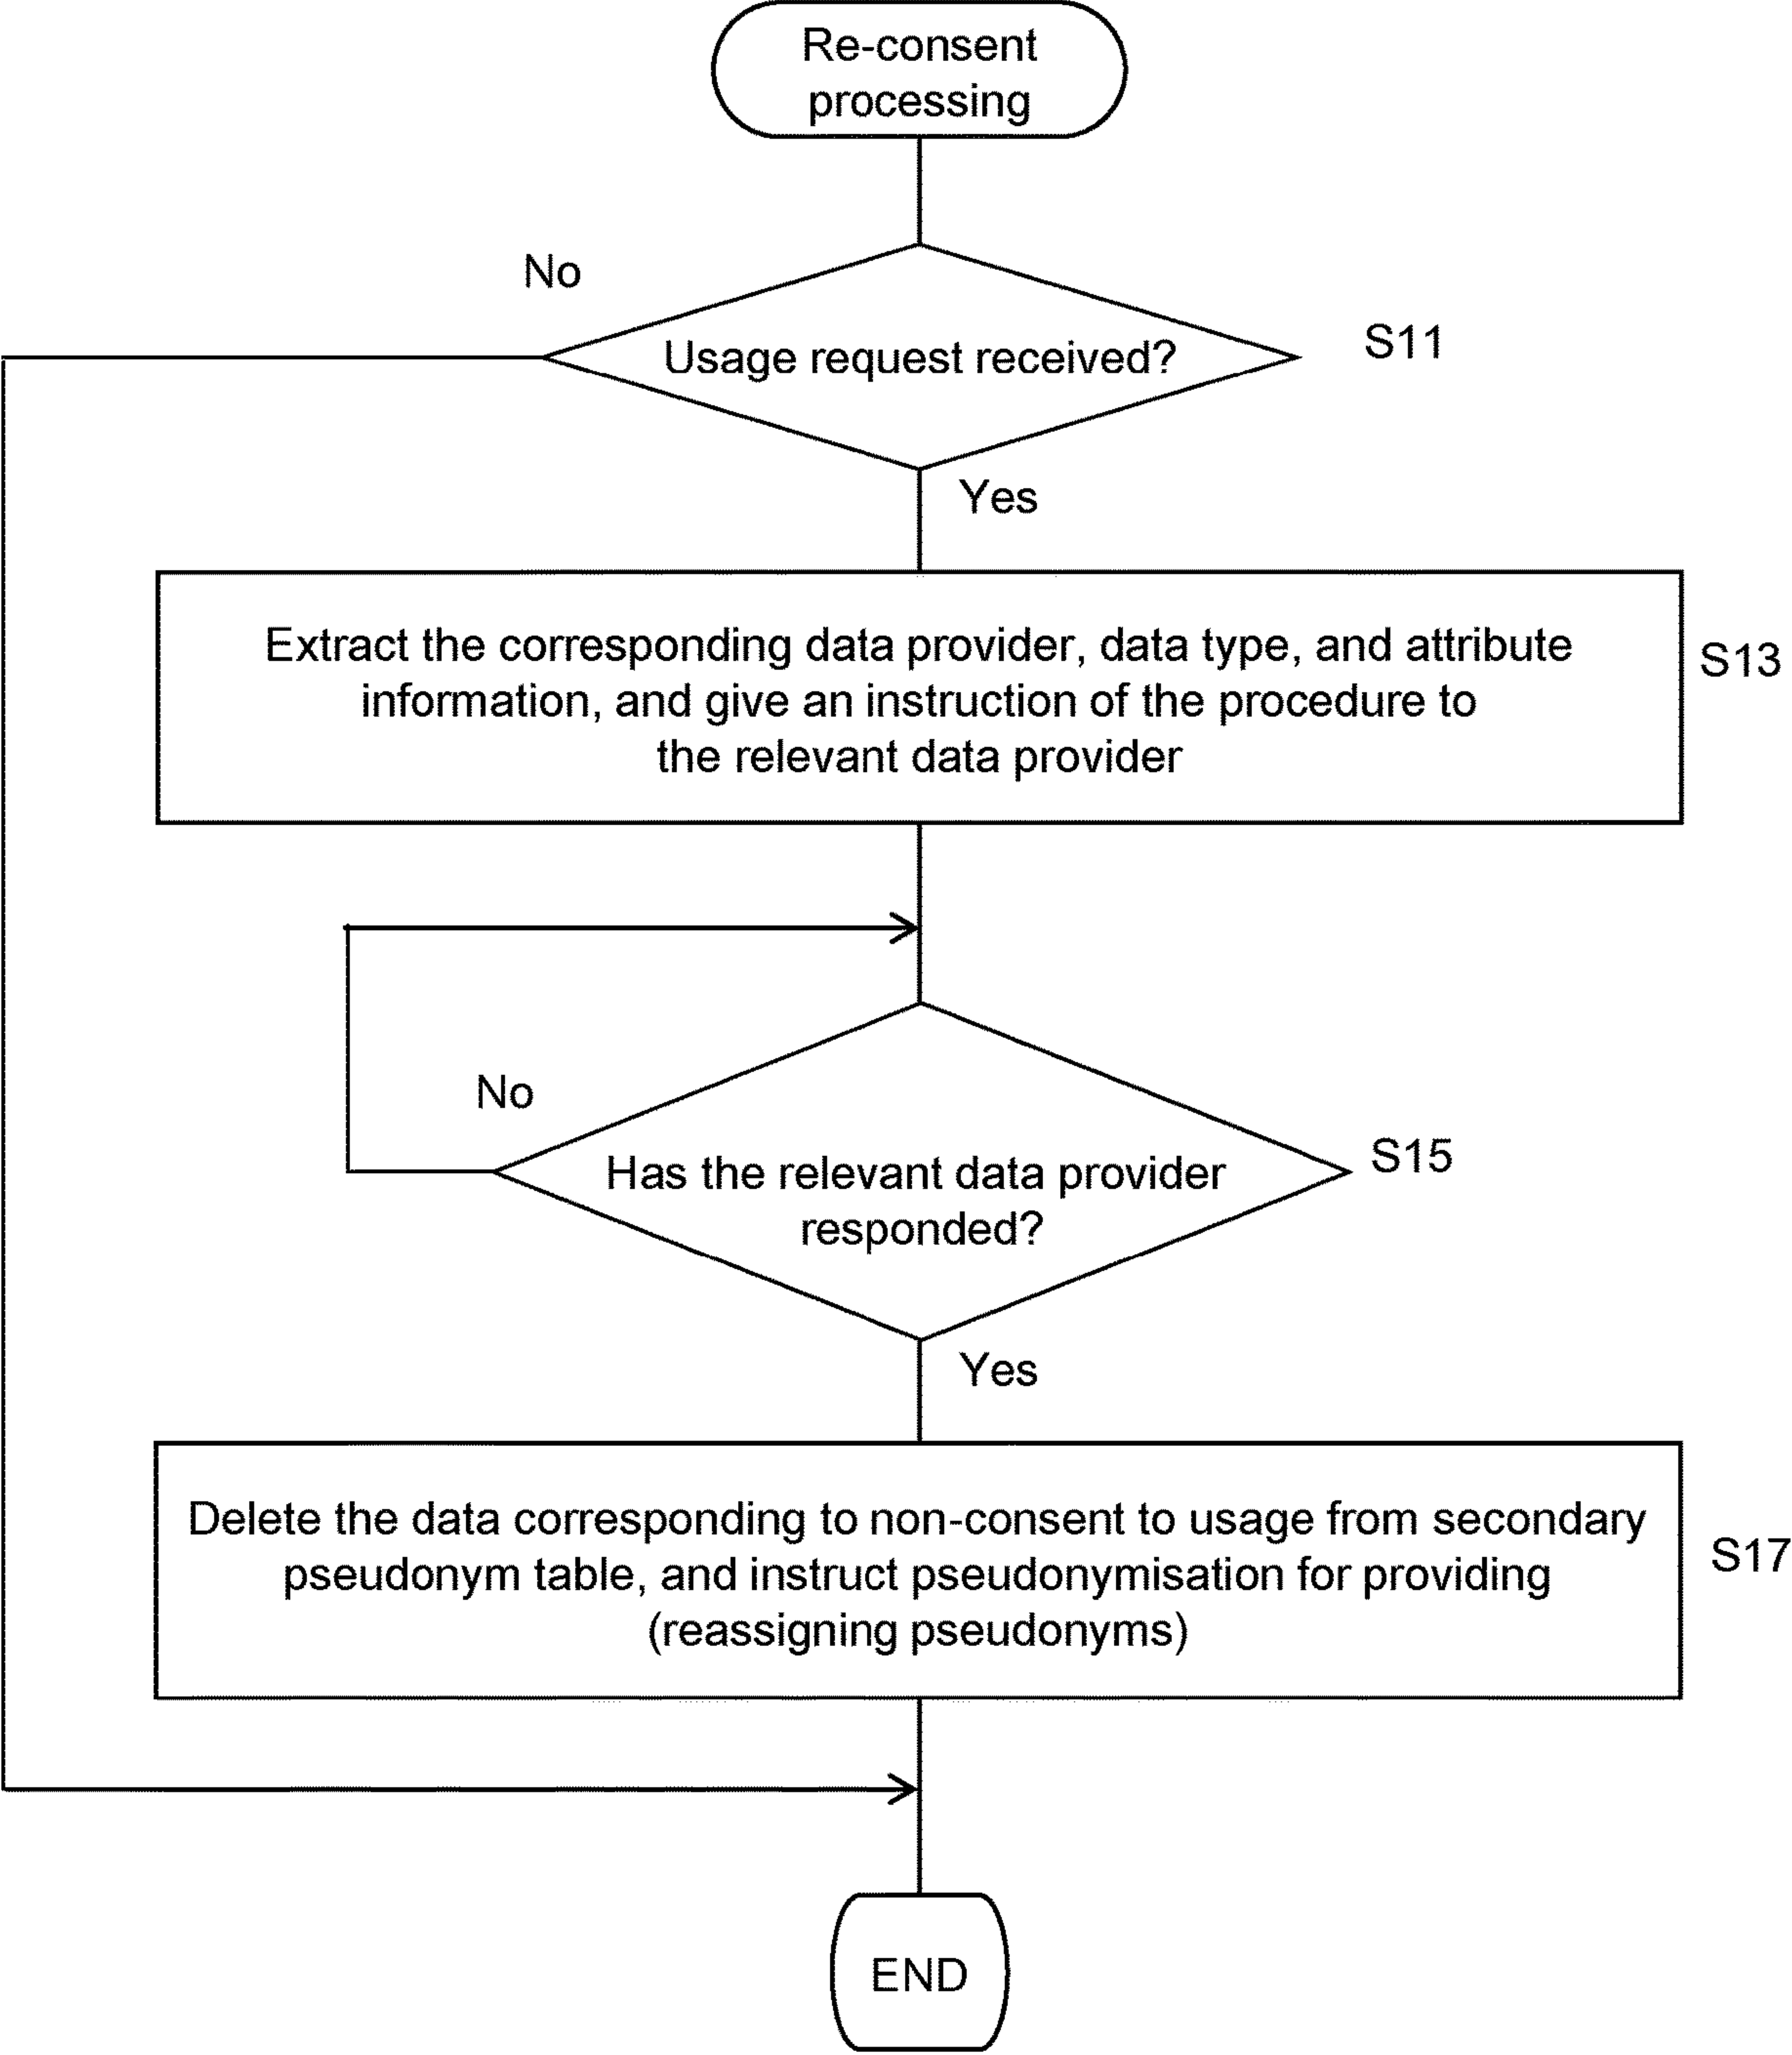 Re-consent
processing
No
Usage request received?
S11
Yes
Extract the corresponding data provider, data type, and attribute
information, and give an instruction of the procedure to
the relevant data provider
S13
No
Has the relevant data provider
responded?
S15
Yes
Delete the data corresponding to non-consent to usage from secondary
pseudonym table, and instruct pseudonymisation for providing
(reassigning pseudonyms)
S17
END